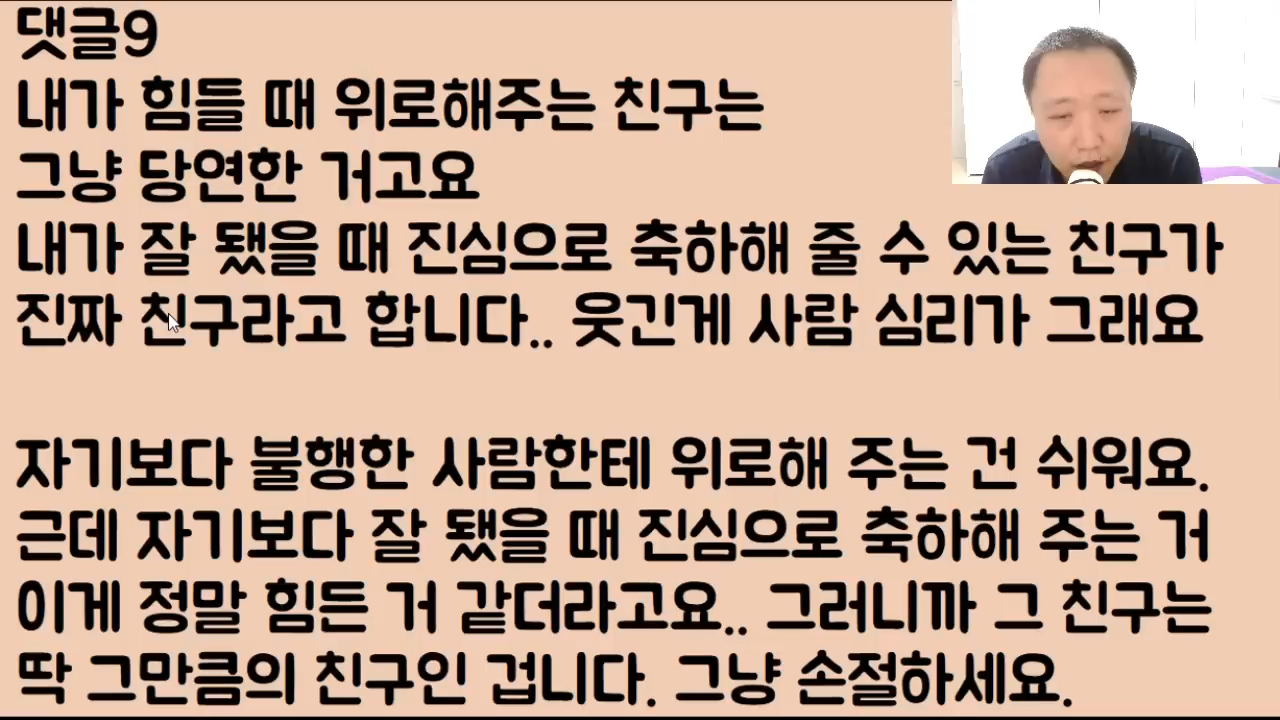 댓글9
내가 힘들 때 위로해주는 친구는
그냥 당연한 거고요
내가 잘 됐을 때 진심으로 축하해 줄 수 있는 친구가
진짜 친구라고 합니다.. 웃긴게 사람 심리가 그래요
자기보다 불행한 사람한테 위로해 주는 건 쉬워요.
근데 자기보다 잘 됐을 때 진심으로 축하해 주는 거
이게 정말 힘든 거 같더라고요.. 그러니까 그 친구는
딱 그만큼의 친구인 겁니다. 그냥 손절하세요.